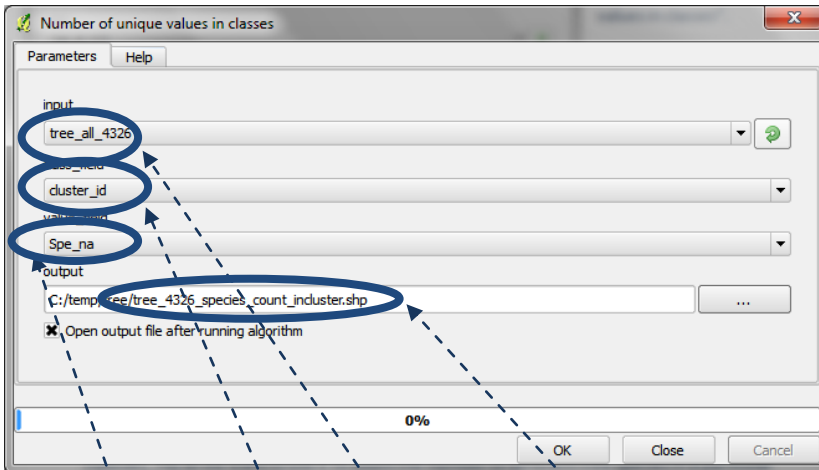 Number of unique values in classes
Parameters Help
input
tree_all_4326
cluster_id
Spe_na
output
C:/temp/tree/tree_4326_species_count_incluster.shp
Open output file after running algorithm
0%
...
OK Close Cancel